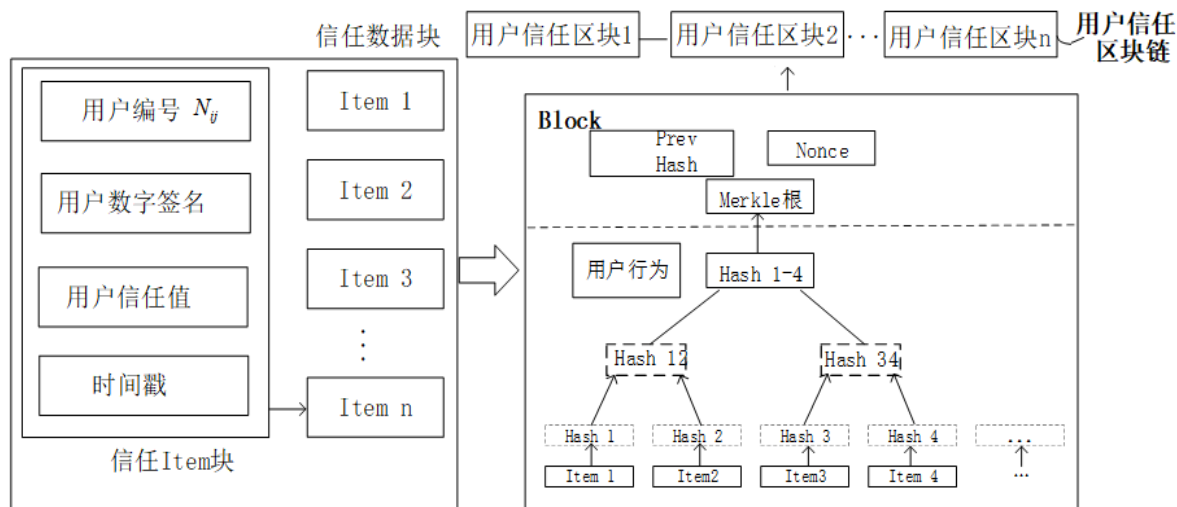 信任数据块
用户编号 N_ij
用户数字签名
用户信任值
时间戳
信任Item块
Item 1
Item 2
Item 3
⋮
Item n
用户信任区块1
用户信任区块2
···
用户信任区块n
用户信任
区块链
Block
Prev
Hash
Nonce
Merkle根
用户行为
Hash 1-4
Hash 12
Hash 34
Hash 1
Hash 2
Hash 3
Hash 4
...
Item 1
Item2
Item3
Item 4
...